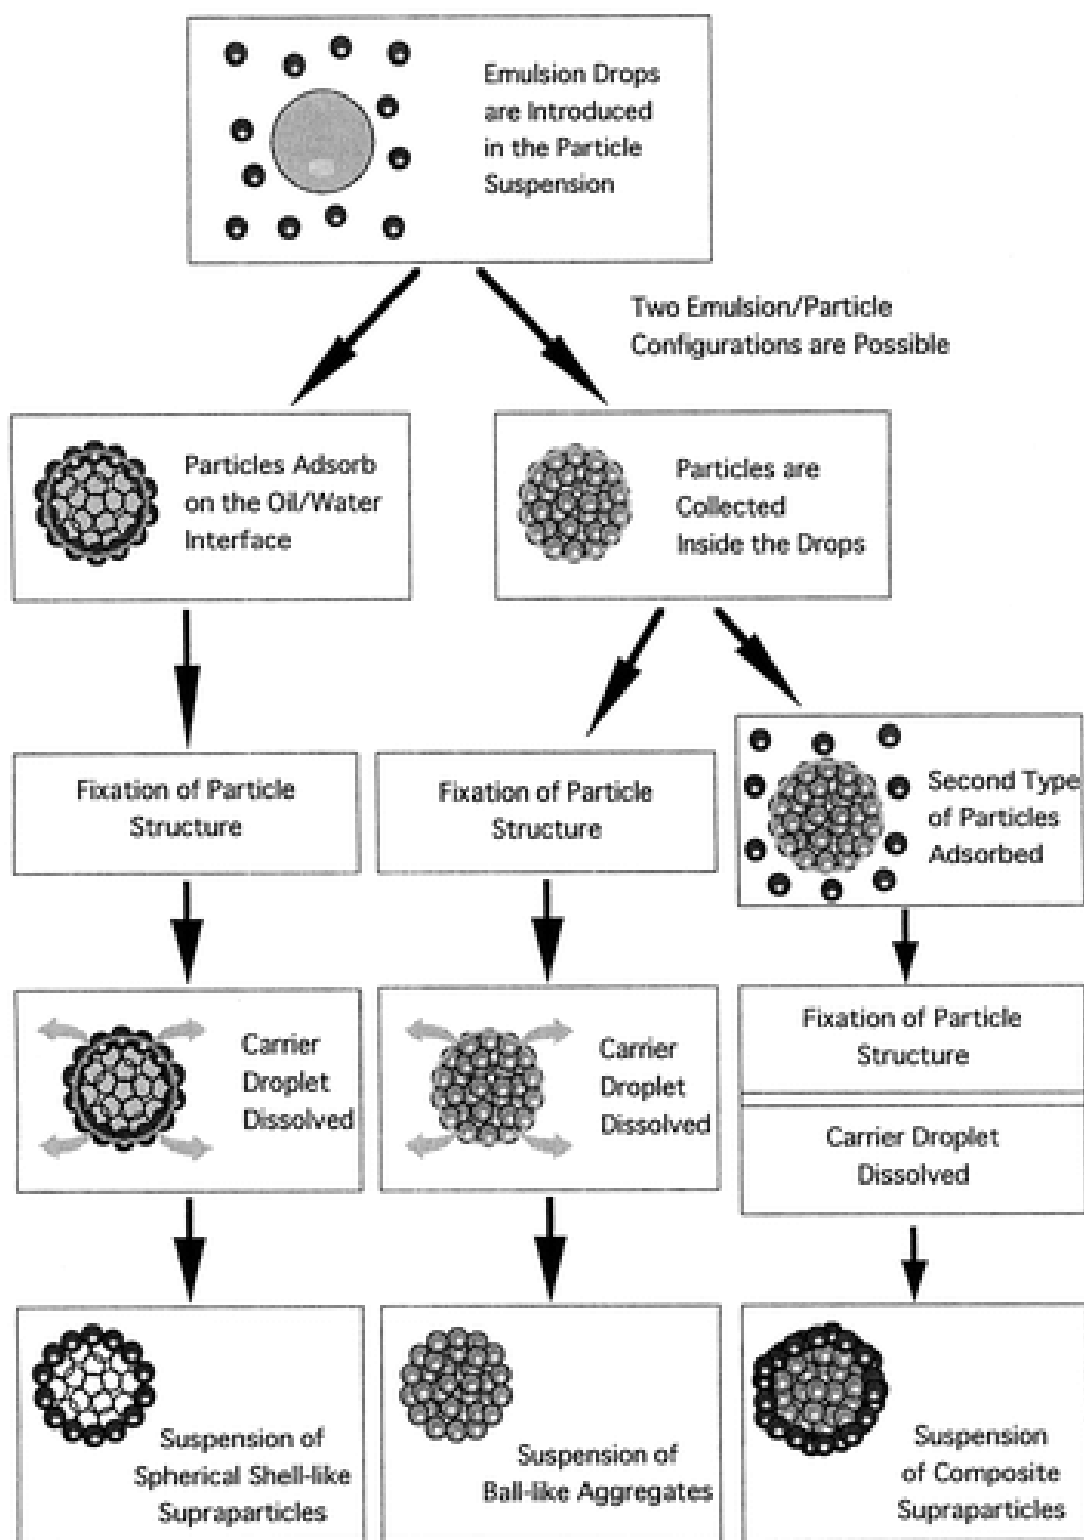 Emulsion Drops
are Introduced
in the Particle
Suspension
Two Emulsion/Particle
Configurations are Possible
Particles Adsorb
on the Oil/Water
Interface
Particles are
Collected
Inside the Drops
Fixation of Particle
Structure
Fixation of Particle
Structure
Second Type
of Particles
Adsorbed
Carrier
Droplet
Dissolved
Carrier
Droplet
Dissolved
Fixation of Particle
Structure
Carrier Droplet
Dissolved
Suspension of
Spherical Shell-like
Supraparticles
Suspension of
Ball-like Aggregates
Suspension
of Composite
Supraparticles